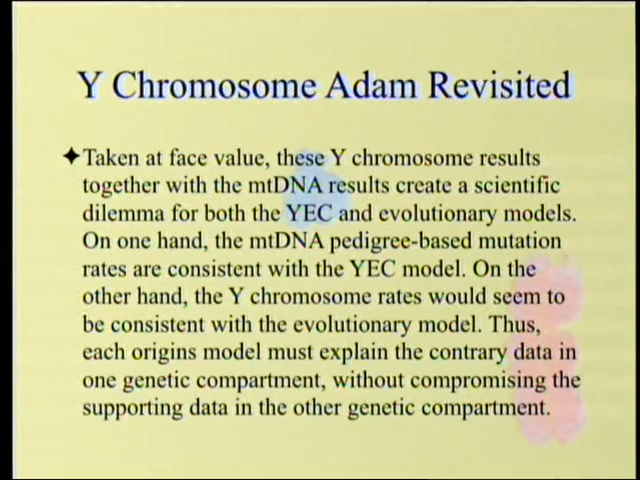 Y Chromosome Adam Revisited
✦Taken at face value, these Y chromosome results
together with the mtDNA results create a scientific
dilemma for both the YEC and evolutionary models.
On one hand, the mtDNA pedigree-based mutation
rates are consistent with the YEC model. On the
other hand, the Y chromosome rates would seem to
be consistent with the evolutionary model. Thus,
each origins model must explain the contrary data in
one genetic compartment, without compromising the
supporting data in the other genetic compartment.